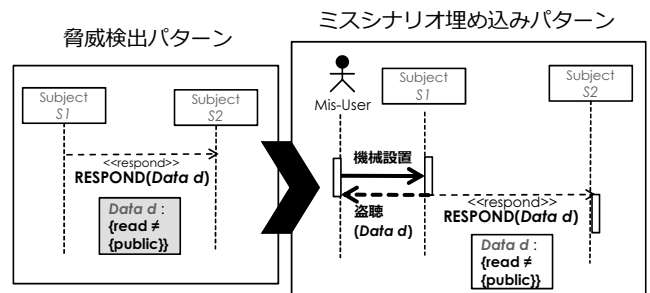 脅威検出パターン
Subject
S1
Subject
S2
<<respond>>
RESPOND(Data d)
Data d :
{read ≠
{public}}
ミスシナリオ埋め込みパターン
Mis-User
Subject
S1
Subject
S2
機械設置
盗聴
(Data d)
<<respond>>
RESPOND(Data d)
Data d :
{read ≠
{public}}